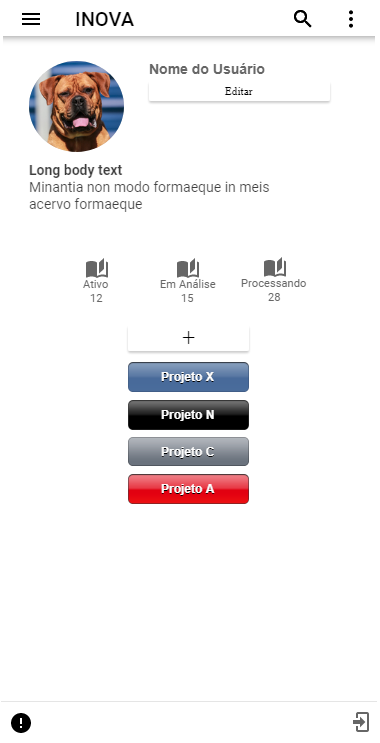 INOVA
Nome do Usuário
Editar
Long body text
Minantia non modo formaeque in meis
acervo formaeque
Ativo
12
Em Análise
15
Processando
28
+
Projeto X
Projeto N
Projeto C
Projeto A